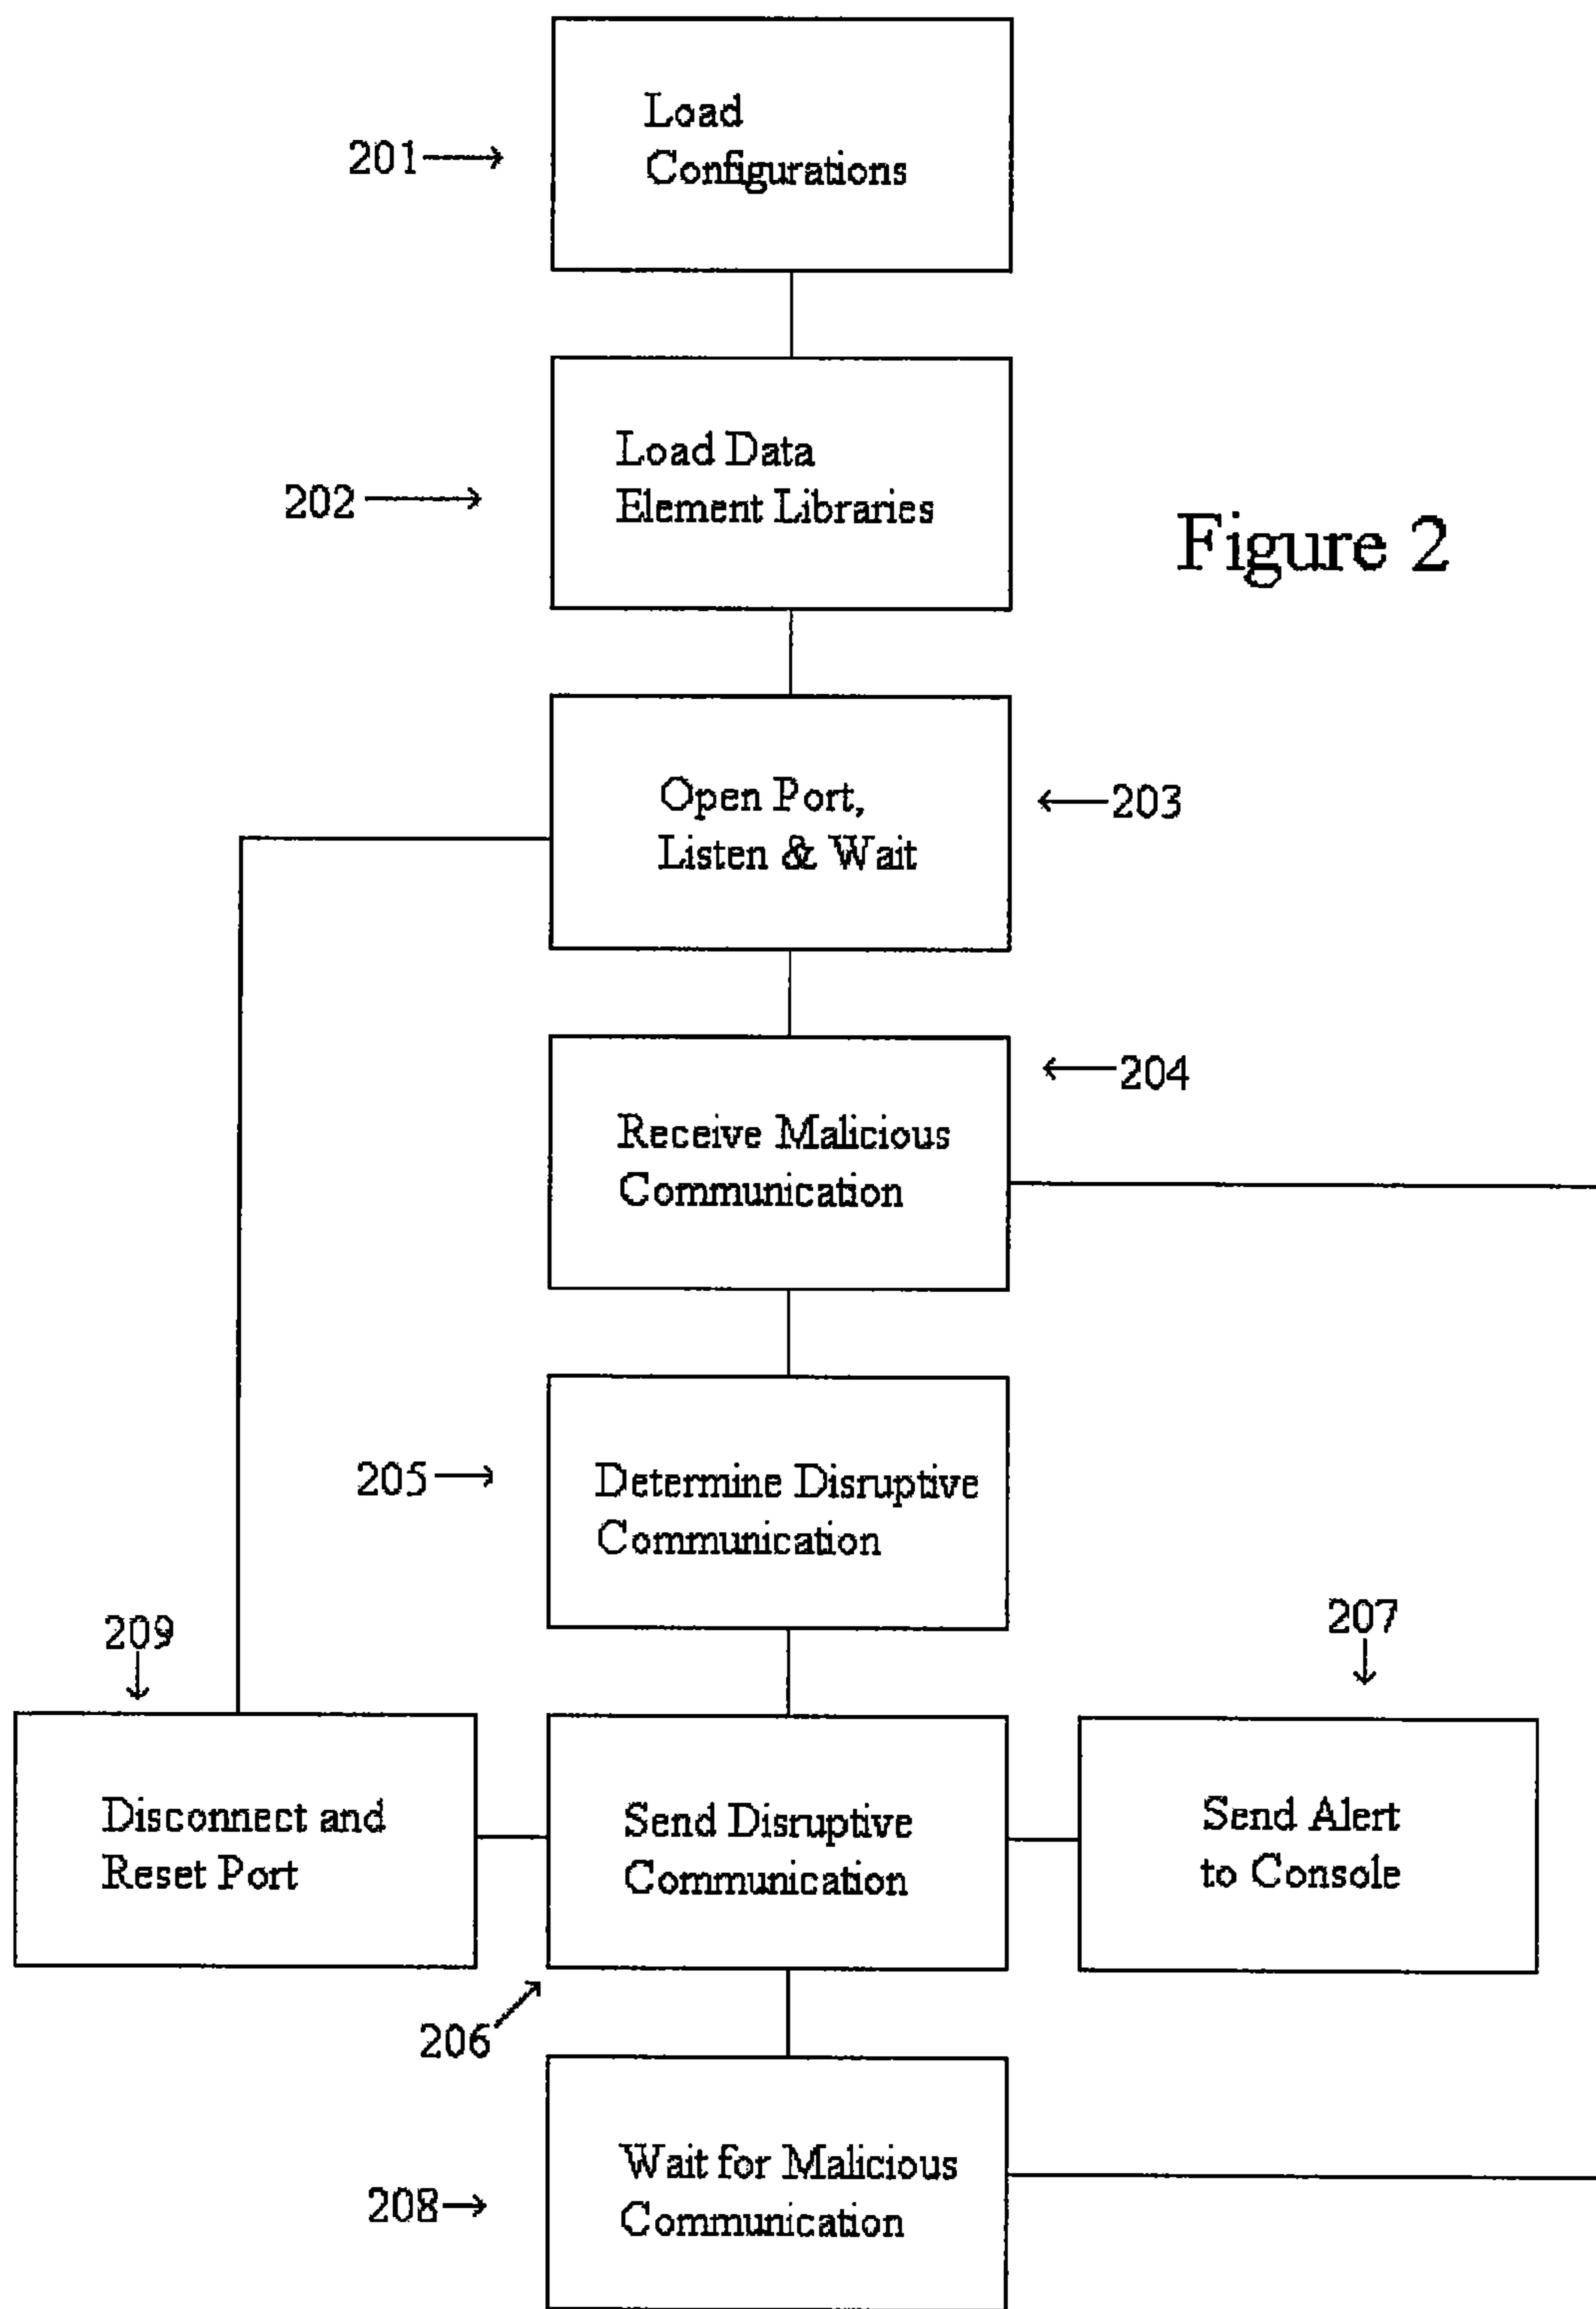 Load
Configurations
201
Load Data
Element Libraries
202
Figure 2
Open Port,
Listen & Wait
203
204
Receive Malicious
Communication
205
Determine Disruptive
Communication
209
207
Disconnect and
Reset Port
Send Disruptive
Communication
Send Alert
to Console
206
Wait for Malicious
Communication
208